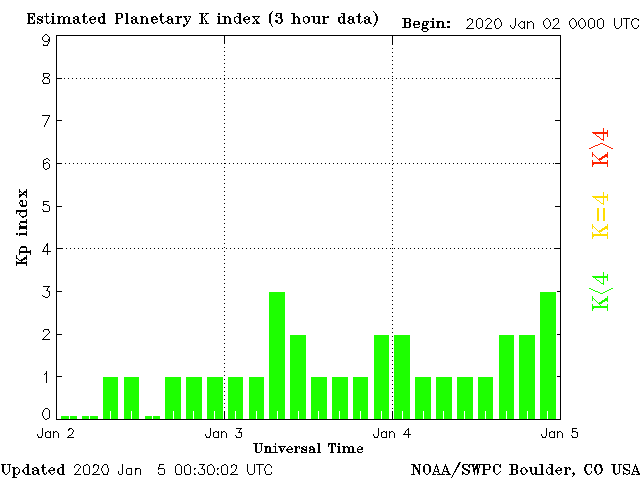 Estimated Planetary K index (3 hour data) Begin: 2020 Jan 02 0000 UTC
9
8
7
6
5
4
3
2
1
0
Kp index
K>4
K=4
K<4
Jan 2 Jan 3 Jan 4 Jan 5
Universal Time
Updated 2020 Jan 5 00:30:02 UTC NOAA/SWPC Boulder, CO USA